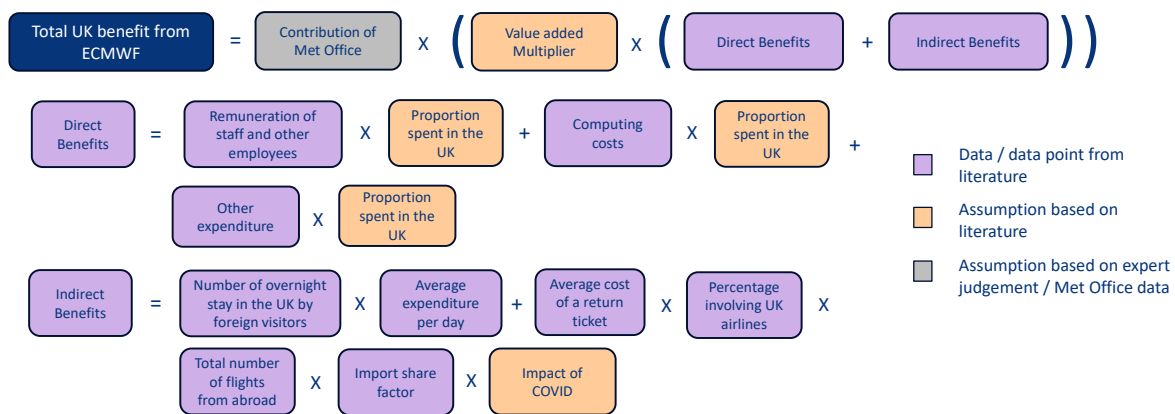 Total UK benefit from
ECMWF
=
Contribution of
Met Office
X
(
Value added
Multiplier
X
(
Direct Benefits
+
Indirect Benefits
)
)
Direct
Benefits
=
Remuneration of
staff and other
employees
X
Proportion
spent in the
UK
+
Computing
costs
X
Proportion
spent in the
UK
+
Other
expenditure
X
Proportion
spent in the
UK
Indirect
Benefits
=
Number of overnight
stay in the UK by
foreign visitors
X
Average
expenditure
per day
+
Average cost
of a return
ticket
X
Percentage
involving UK
airlines
X
Total number
of flights
from abroad
X
Import share
factor
X
Impact of
COVID
Data / data point from
literature
Assumption based on
literature
Assumption based on expert
judgement / Met Office data